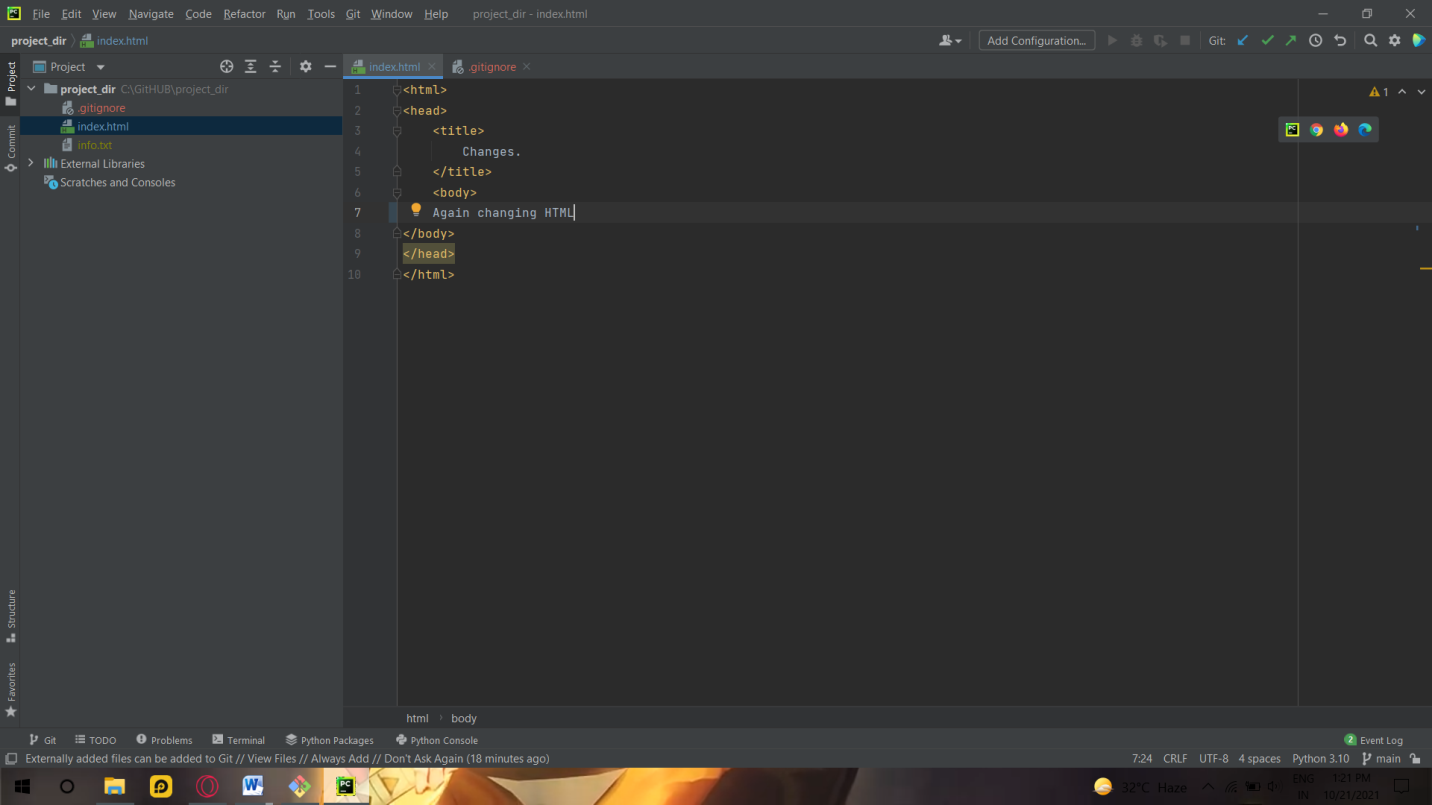 File Edit View Navigate Code Refactor Run Tools Git Window Help project_dir - index.html
project_dir index.html Add Configuration... Git:
Project index.html .gitignore
project_dir C:\GitHUB\project_dir
.gitignore
index.html
info.txt
External Libraries
Scratches and Consoles
Project
Commit
Structure
Favorites
1 <html>
2 <head>
3 <title>
4 Changes.
5 </title>
6 <body>
7 Again changing HTML
8 </body>
9 </head>
10 </html>
1
html body
Git TODO Problems Terminal Python Packages Python Console 2 Event Log
Externally added files can be added to Git // View Files // Always Add // Don't Ask Again (18 minutes ago) 7:24 CRLF UTF-8 4 spaces Python 3.10 main
32°C Haze ENG 1:21 PM
IN 10/21/2021